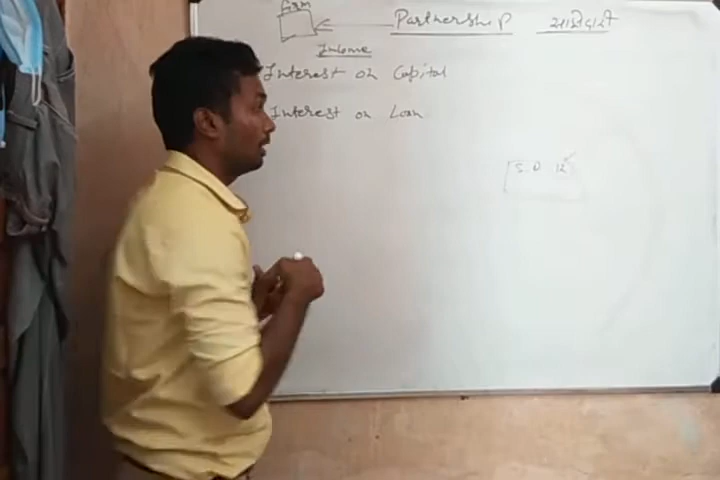 Firm
Partnership साझेदारी
Income
Interest on Capital
Interest on Loan